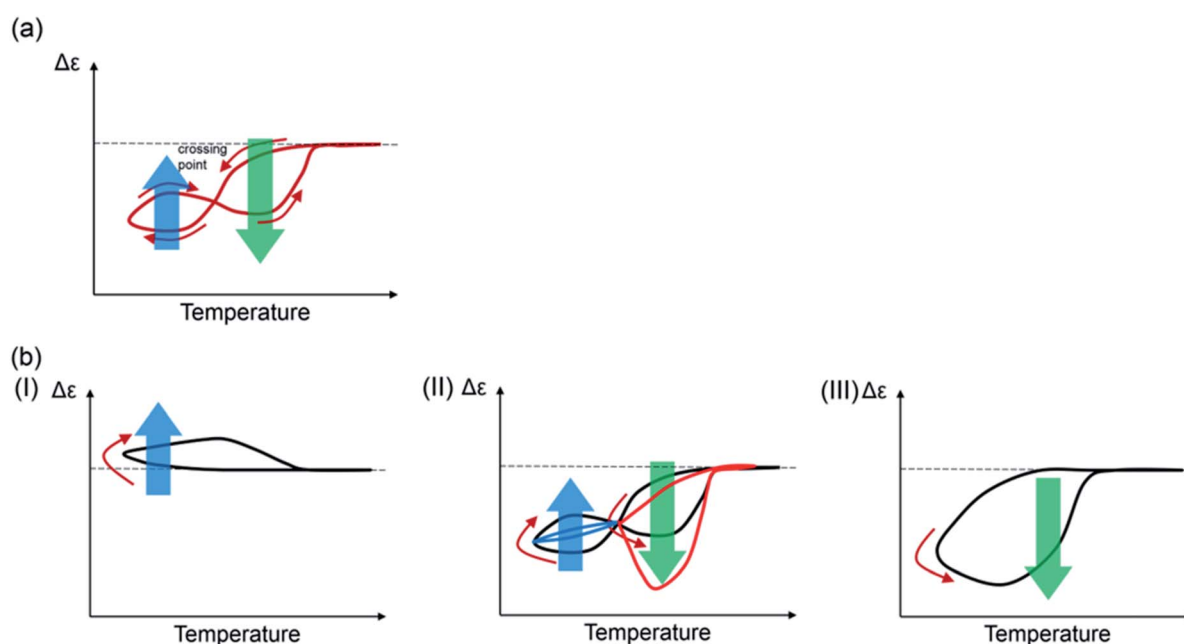 (a)
Δε
crossing
point
Temperature
(b)
(I) Δε
(II) Δε
(III) Δε
Temperature
Temperature
Temperature